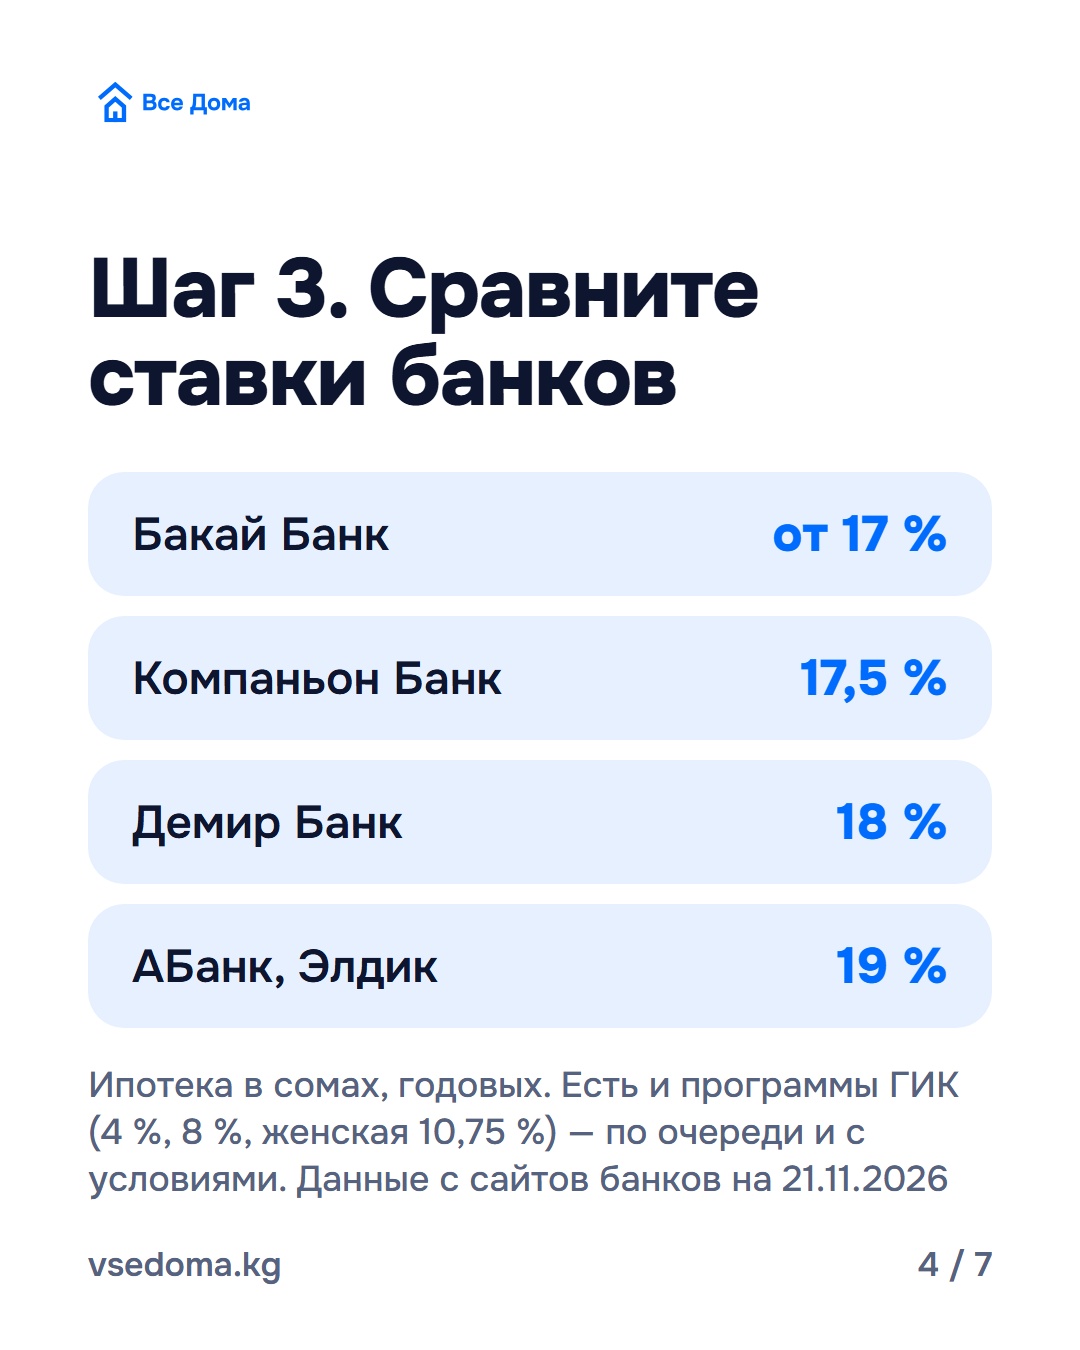 Все Дома
Шаг 3. Сравните
ставки банков
Бакай Банк от 17 %
Компаньон Банк 17,5 %
Демир Банк 18 %
АБанк, Элдик 19 %
Ипотека в сомах, годовых. Есть и программы ГИК
(4 %, 8 %, женская 10,75 %) — по очереди и с
условиями. Данные с сайтов банков на 21.11.2026
vsedoma.kg 4 / 7